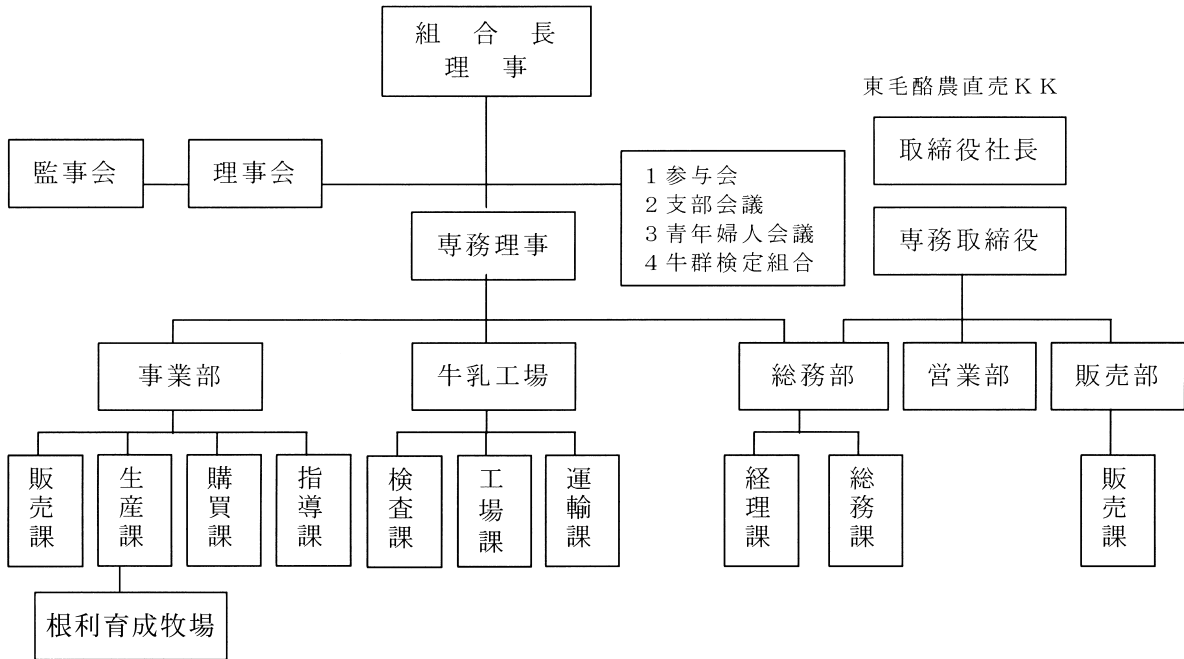 組合長
理事
東毛酪農直売KK
取締役社長
監事会
理事会
1 参与会
2 支部会議
3 青年婦人会議
4 牛群検定組合
専務理事
専務取締役
事業部
牛乳工場
総務部
営業部
販売部
販売課
生産課
購買課
指導課
検査課
工場課
運輸課
経理課
総務課
販売課
根利育成牧場